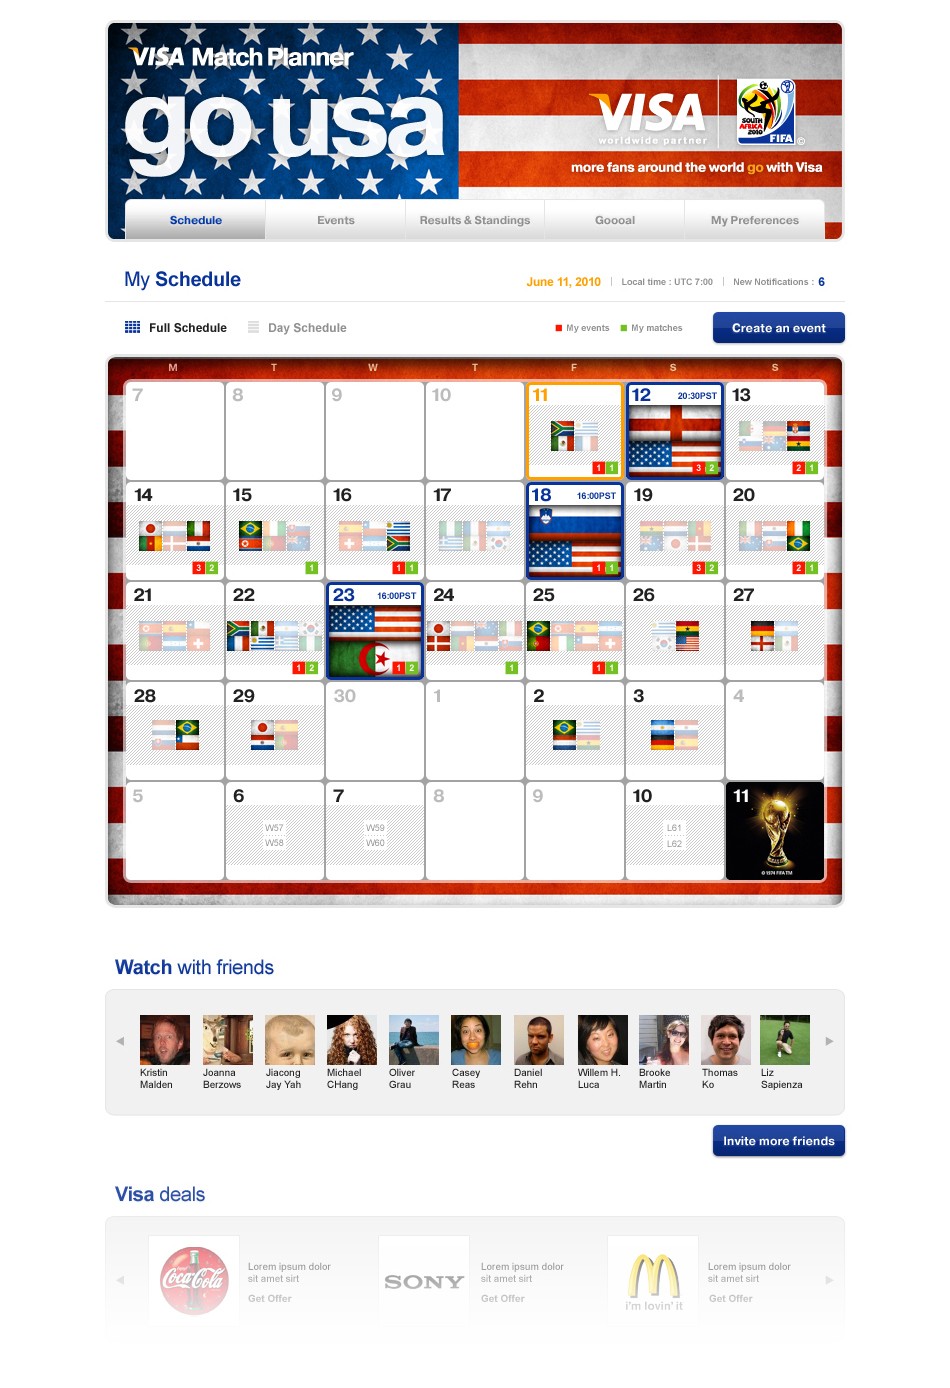 VISA Match Planner
go usa
VISA
worldwide partner
SOUTH AFRICA 2010
FIFA
©
more fans around the world go with Visa
Schedule Events Results & Standings Goooal My Preferences
My Schedule
June 11, 2010 | Local time : UTC 7:00 | New Notifications : 6
Full Schedule Day Schedule
My events My matches
Create an event
M T W T F S S
7 8 9 10 11 12 20:30PST 13
1 1 3 2 2 1
14 15 16 17 18 16:00PST 19 20
3 2 1 1 1 1 1 3 2 2 1
21 22 23 16:00PST 24 25 26 27
1 2 1 2 1 1 1
28 29 30 1 2 3 4
5 6 7 8 9 10 11
W57 W59 L61
W58 W60 L62
© 1974 FIFA TM
Watch with friends
Kristin Malden
Joanna Berzows
Jiacong Jay Yah
Michael CHang
Oliver Grau
Casey Reas
Daniel Rehn
Willem H. Luca
Brooke Martin
Thomas Ko
Liz Sapienza
Invite more friends
Visa deals
Coca-Cola
Lorem ipsum dolor
sit amet sirt
Get Offer
SONY
Lorem ipsum dolor
sit amet sirt
Get Offer
i'm lovin' it
Lorem ipsum dolor
sit amet sirt
Get Offer